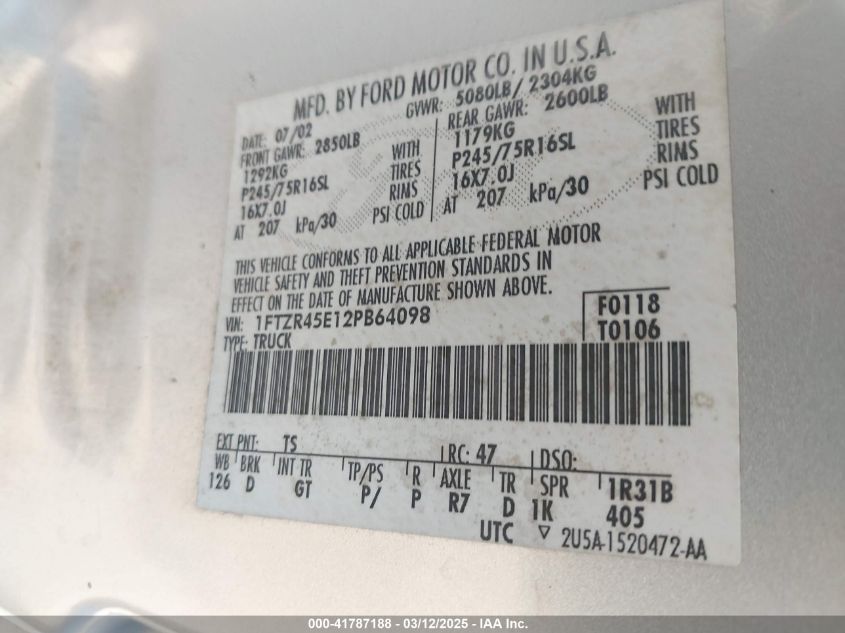 MFD. BY FORD MOTOR CO. IN U.S.A.
DATE: 07/02 GVWR: 5080LB/ 2304KG
FRONT GAWR: 2850LB REAR GAWR: 2600LB
1292KG WITH 1179KG WITH
P245/75R16SL TIRES P245/75R16SL TIRES
16X7.0J RIMS 16X7.0J RIMS
AT 207 kPa/30 PSI COLD AT 207 kPa/30 PSI COLD
THIS VEHICLE CONFORMS TO ALL APPLICABLE FEDERAL MOTOR
VEHICLE SAFETY AND THEFT PREVENTION STANDARDS IN
EFFECT ON THE DATE OF MANUFACTURE SHOWN ABOVE.
VIN: 1FTZR45E12PB64098 F0118
TYPE: TRUCK T0106
EXT PNT: TS RC: 47 DSO:
WB BRK INT TR TP/PS R AXLE TR SPR 1R31B
126 D GT P/ P R7 D 1K 405
UTC ▽ 2U5A-1520472-AA
000-41787188 - 03/12/2025 - IAA Inc.